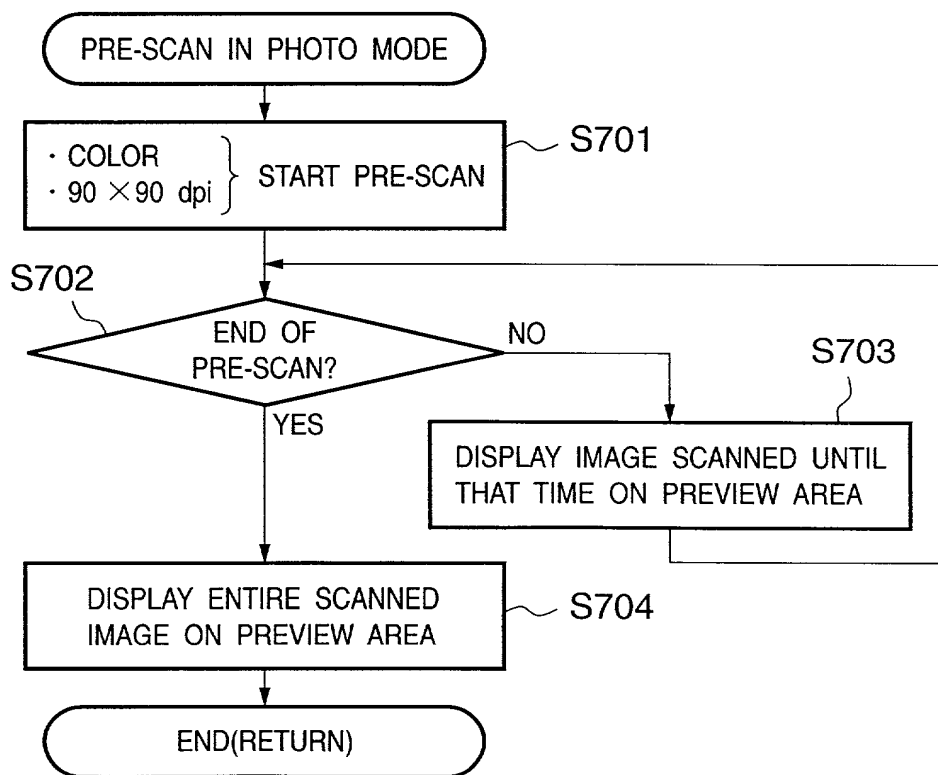 PRE-SCAN IN PHOTO MODE
· COLOR
· 90 ×90 dpi
START PRE-SCAN
S701
S702
END OF
PRE-SCAN?
NO
YES
S703
DISPLAY IMAGE SCANNED UNTIL
THAT TIME ON PREVIEW AREA
DISPLAY ENTIRE SCANNED
IMAGE ON PREVIEW AREA
S704
END(RETURN)